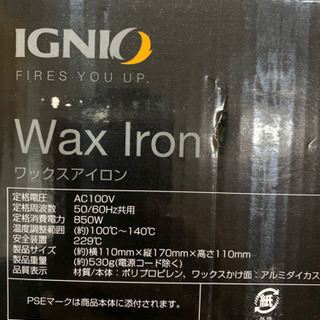 IGNIO
FIRES YOU UP.
Wax Iron
ワックスアイロン
定格電圧 AC100V
定格周波数 50/60Hz共用
定格消費電力 850W
温度調整範囲 (約)100℃〜140℃
安全装置 229℃
製品サイズ (約)横110mm×縦170mm×高さ110mm
製品重量 (約)530g(電源コード除く)
品質表示 材質/本体:ポリプロピレン、ワックスかけ面:アルミダイカス
PSEマークは商品本体に添付されます。
紙